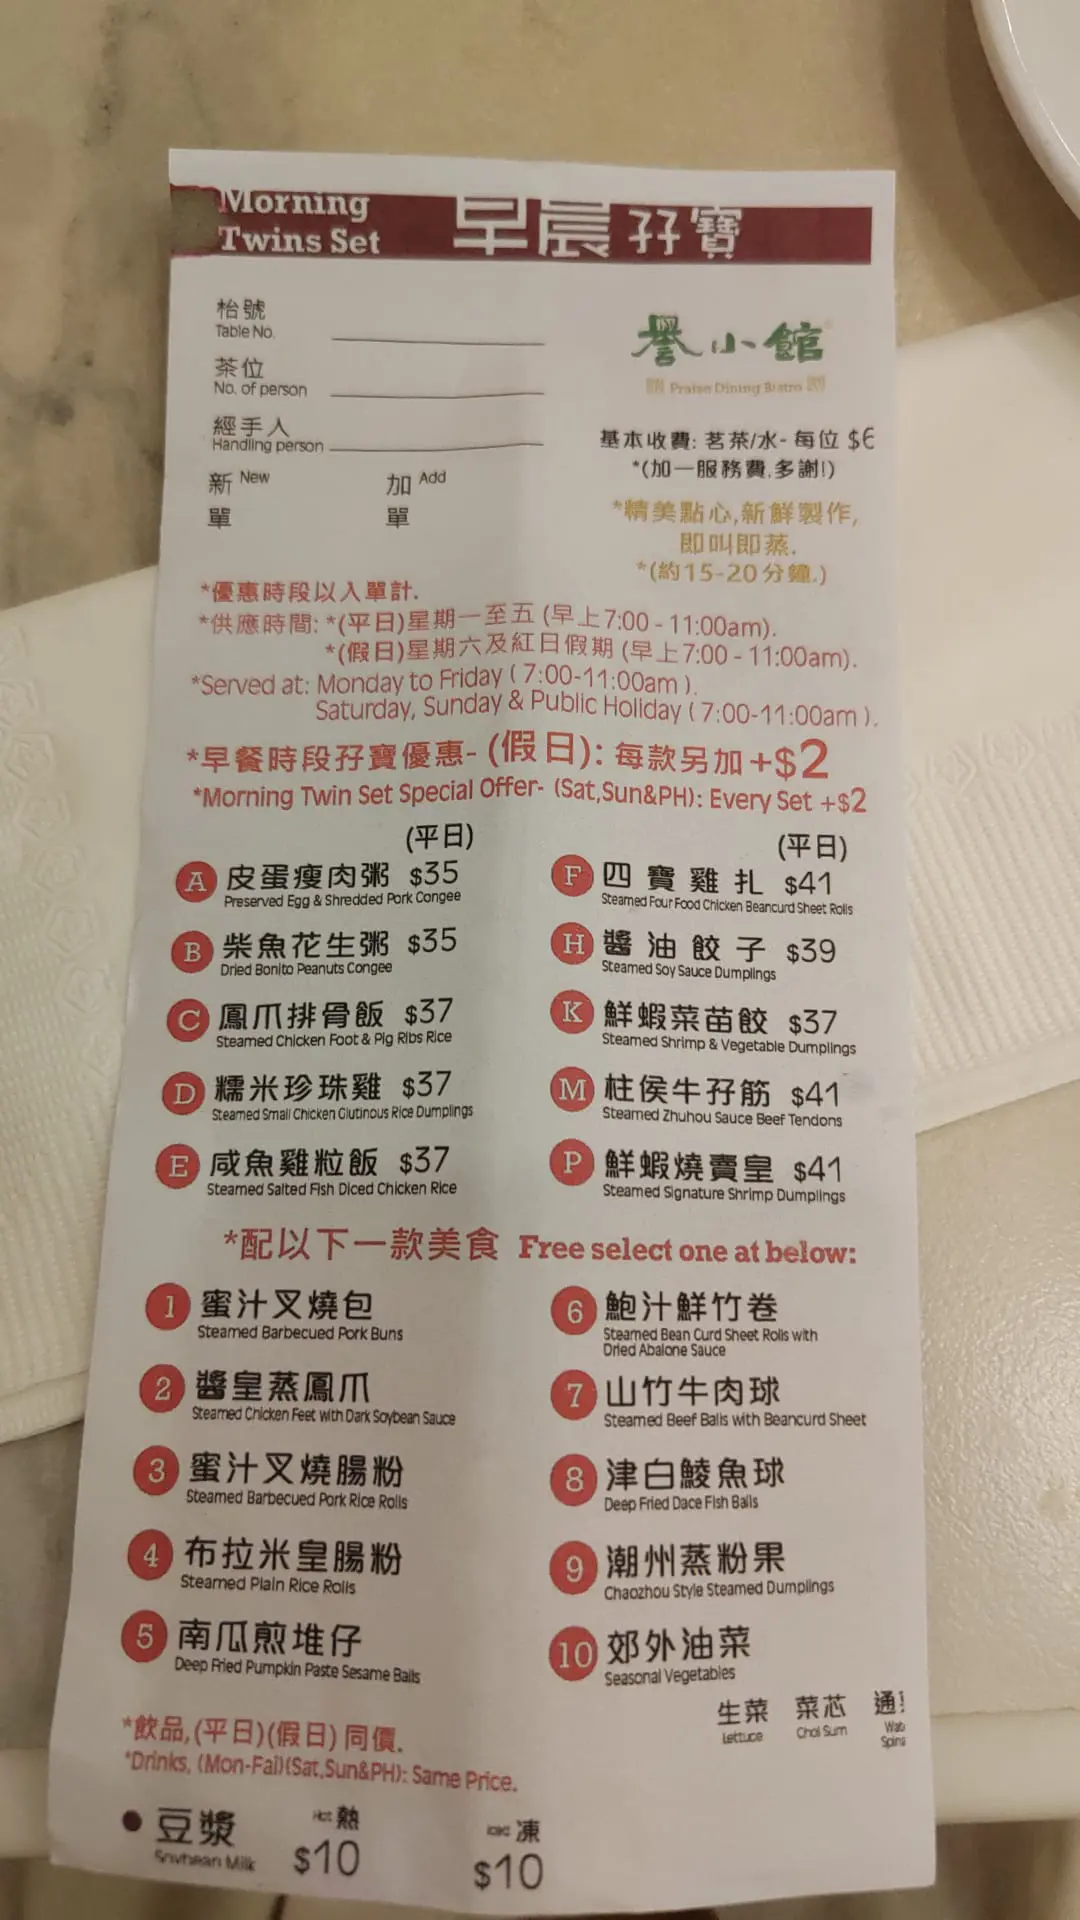 Morning
Twins Set
早晨孖寶
枱號
Table No.
茶位
No. of person
經手人
Handling person
新單 New
加單 Add
譽小館
Praise Dining Bistro
基本收費: 茗茶/水- 每位 $6
*(加一服務費,多謝!)
*精美點心,新鮮製作,
即叫即蒸.
*(約15-20分鐘.)
*優惠時段以入單計.
*供應時間: *(平日)星期一至五 (早上7:00 - 11:00am).
*(假日)星期六及紅日假期 (早上7:00 - 11:00am).
*Served at: Monday to Friday ( 7:00-11:00am ).
Saturday, Sunday & Public Holiday ( 7:00-11:00am ).
*早餐時段孖寶優惠- (假日): 每款另加 +$2
*Morning Twin Set Special Offer- (Sat,Sun&PH): Every Set +$2
(平日)
A 皮蛋瘦肉粥 $35
Preserved Egg & Shredded Pork Congee
B 柴魚花生粥 $35
Dried Bonito Peanuts Congee
C 鳳爪排骨飯 $37
Steamed Chicken Foot & Pig Ribs Rice
D 糯米珍珠雞 $37
Steamed Small Chicken Glutinous Rice Dumplings
E 咸魚雞粒飯 $37
Steamed Salted Fish Diced Chicken Rice
(平日)
F 四寶雞扎 $41
Steamed Four Food Chicken Beancurd Sheet Rolls
H 醬油餃子 $39
Steamed Soy Sauce Dumplings
K 鮮蝦菜苗餃 $37
Steamed Shrimp & Vegetable Dumplings
M 柱侯牛孖筋 $41
Steamed Zhuhou Sauce Beef Tendons
P 鮮蝦燒賣皇 $41
Steamed Signature Shrimp Dumplings
*配以下一款美食 Free select one at below:
1 蜜汁叉燒包
Steamed Barbecued Pork Buns
2 醬皇蒸鳳爪
Steamed Chicken Feet with Dark Soybean Sauce
3 蜜汁叉燒腸粉
Steamed Barbecued Pork Rice Rolls
4 布拉米皇腸粉
Steamed Plain Rice Rolls
5 南瓜煎堆仔
Deep Fried Pumpkin Paste Sesame Balls
6 鮑汁鮮竹卷
Steamed Bean Curd Sheet Rolls with
Dried Abalone Sauce
7 山竹牛肉球
Steamed Beef Balls with Beancurd Sheet
8 津白鯪魚球
Deep Fried Dace Fish Balls
9 潮州蒸粉果
Chaozhou Style Steamed Dumplings
10 郊外油菜
Seasonal Vegetables
生菜 菜芯 通
Lettuce Choi Sum
*飲品,(平日)(假日) 同價.
*Drinks, (Mon-Fai)(Sat,Sun&PH): Same Price.
豆漿 Hot 熱 Iced 凍
Soybean Milk $10 $10